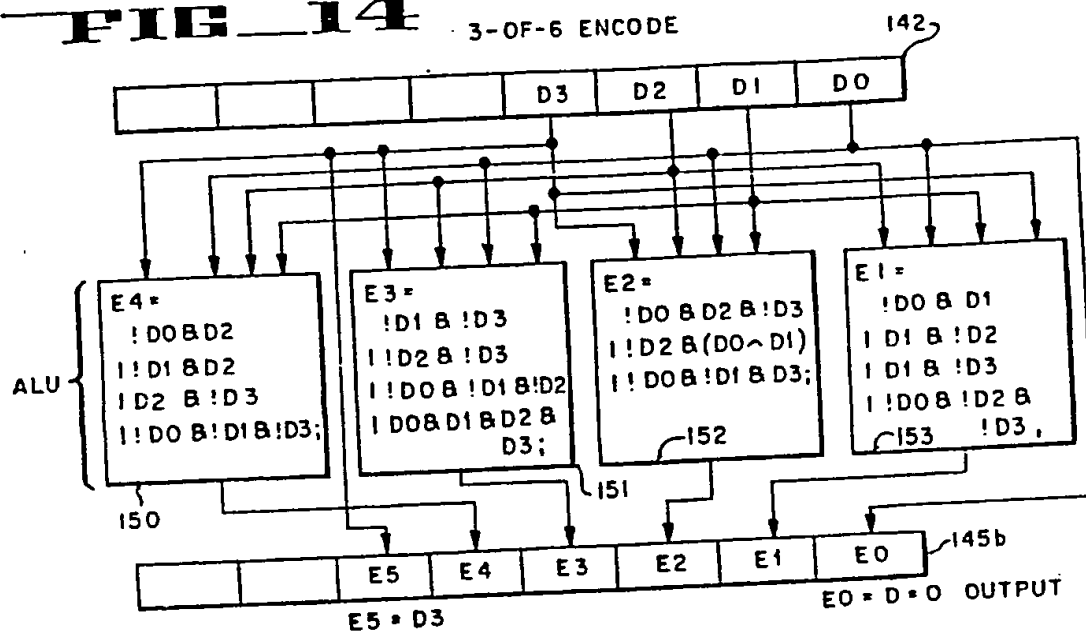 FIG_14
3-OF-6 ENCODE
142
D3 D2 D1 D0
ALU
E4=
!D0&D2
|!D1&D2
|D2 &!D3
|!D0&!D1&!D3;
150
E3=
!D1 & !D3
|!D2 & !D3
|!D0 & !D1 &!D2
|D0&D1&D2&
D3;
151
E2=
!D0&D2&!D3
|!D2&(D0^D1)
|!D0&!D1&D3;
152
E1=
!D0 & D1
| D1 & !D2
| D1 & !D3
| !D0 & !D2 &
!D3,
153
E5 E4 E3 E2 E1 E0
145b
E5=D3
E0=D=0 OUTPUT